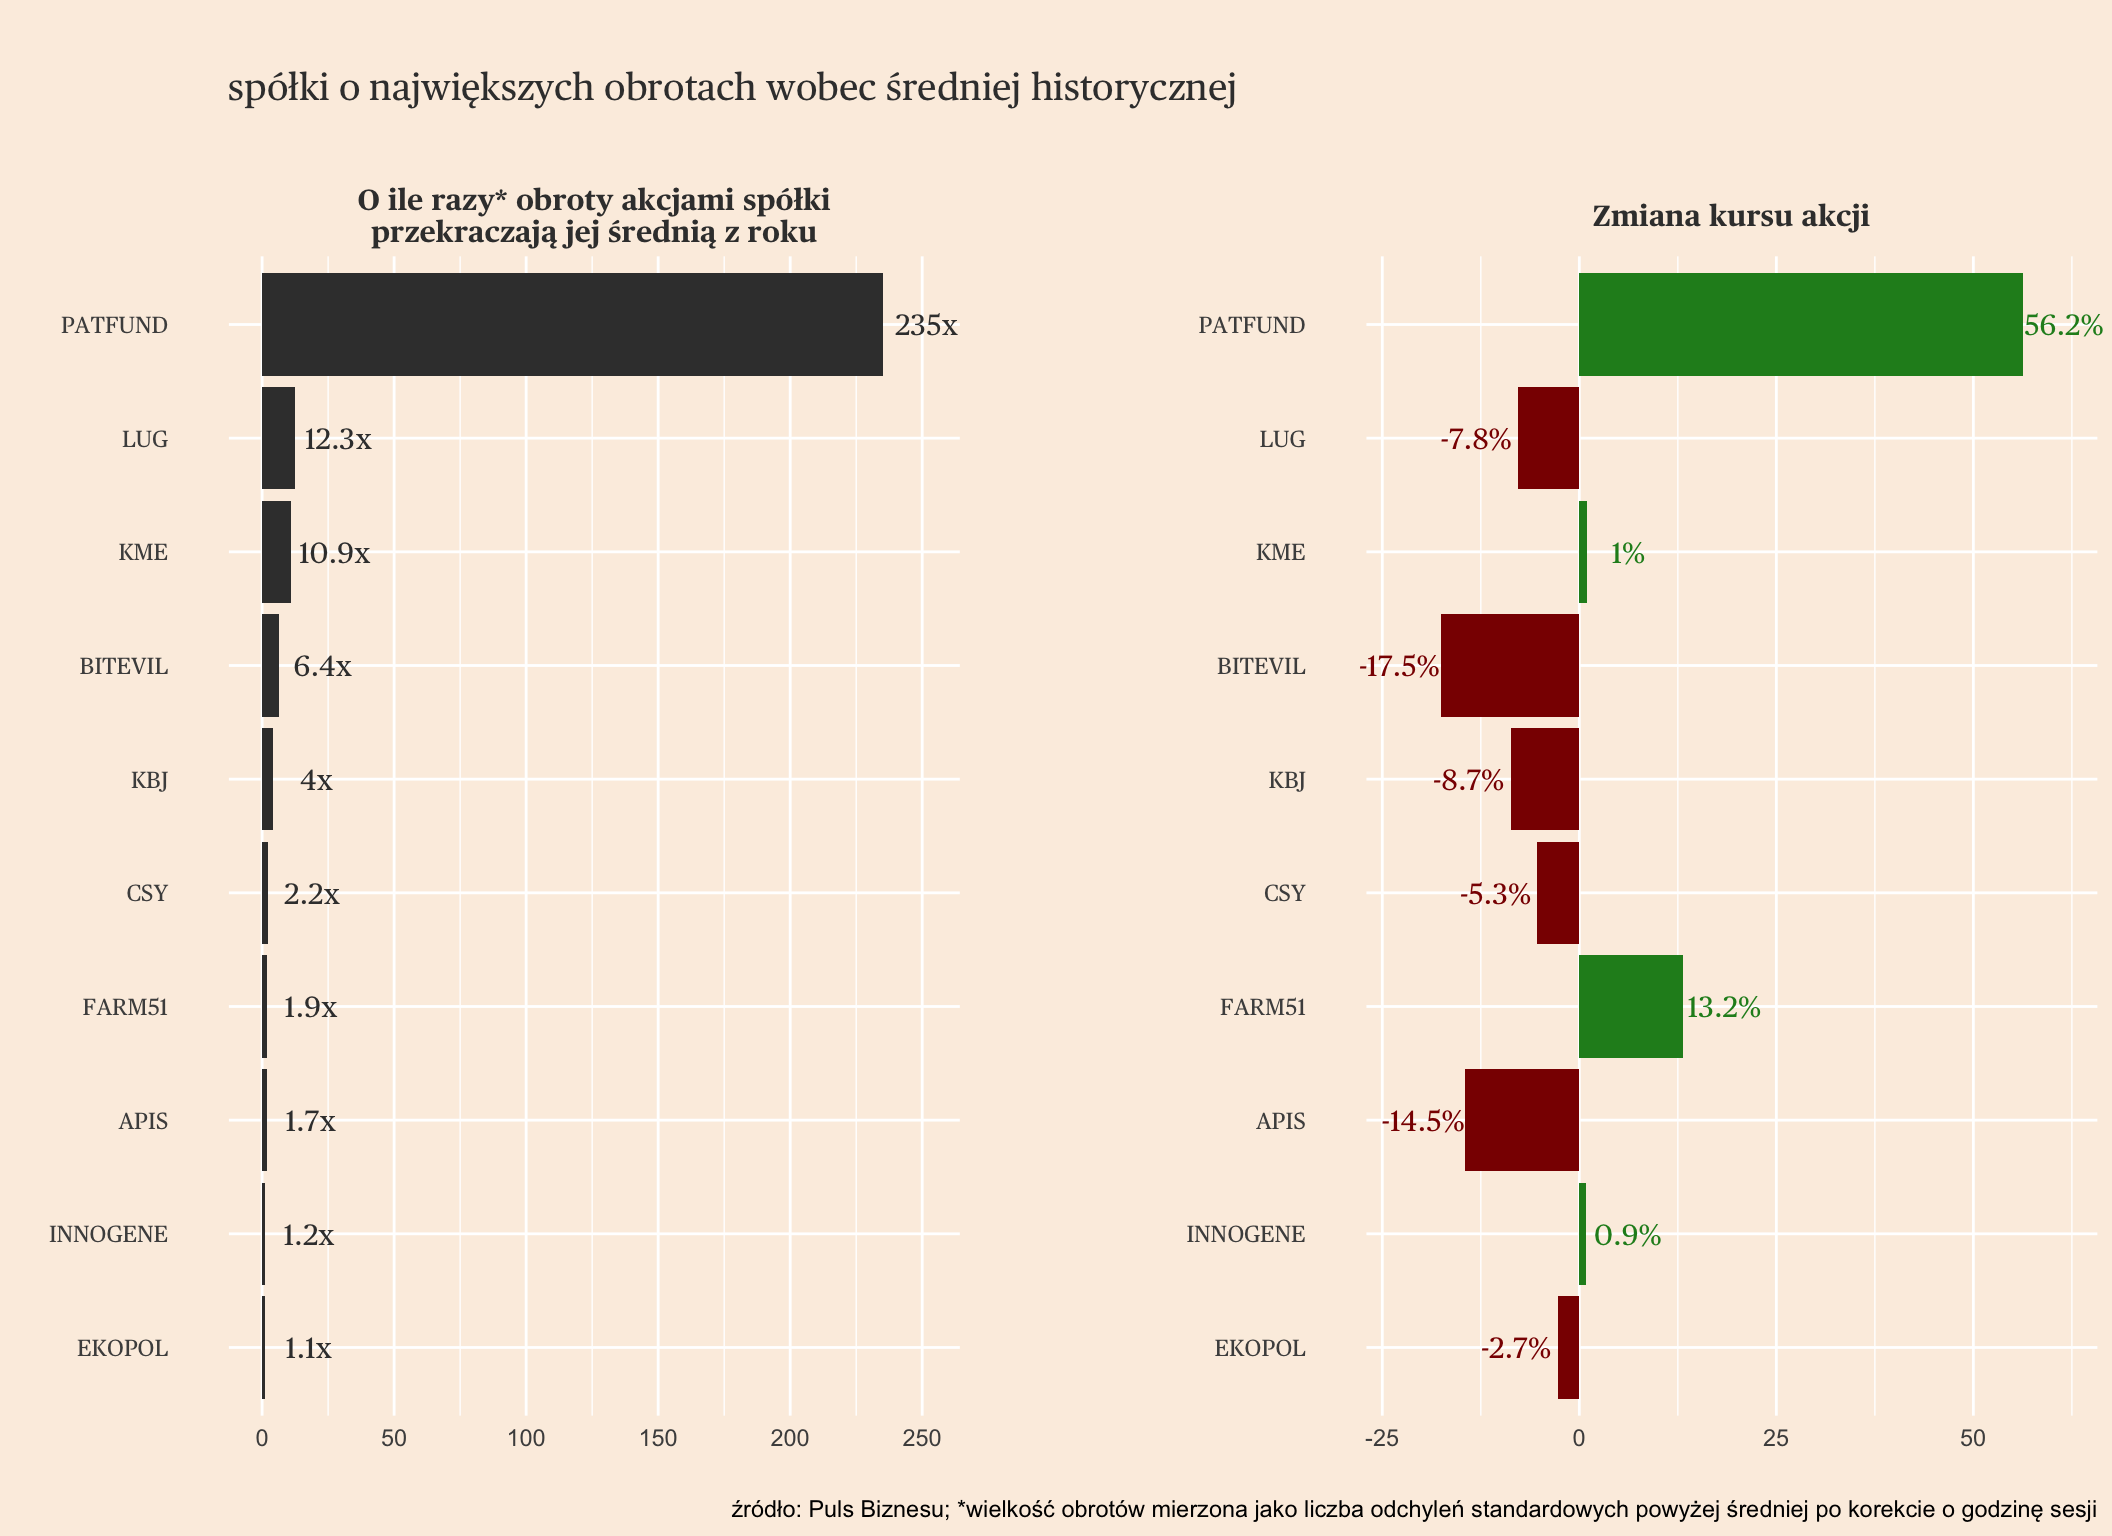 spółki o największych obrotach wobec średniej historycznej
O ile razy* obroty akcjami spółki
przekraczają jej średnią z roku
PATFUND 235x
LUG 12.3x
KME 10.9x
BITEVIL 6.4x
KBJ 4x
CSY 2.2x
FARM51 1.9x
APIS 1.7x
INNOGENE 1.2x
EKOPOL 1.1x
0 50 100 150 200 250
Zmiana kursu akcji
PATFUND 56.2%
LUG -7.8%
KME 1%
BITEVIL -17.5%
KBJ -8.7%
CSY -5.3%
FARM51 13.2%
APIS -14.5%
INNOGENE 0.9%
EKOPOL -2.7%
-25 0 25 50
źródło: Puls Biznesu; *wielkość obrotów mierzona jako liczba odchyleń standardowych powyżej średniej po korekcie o godzinę sesji